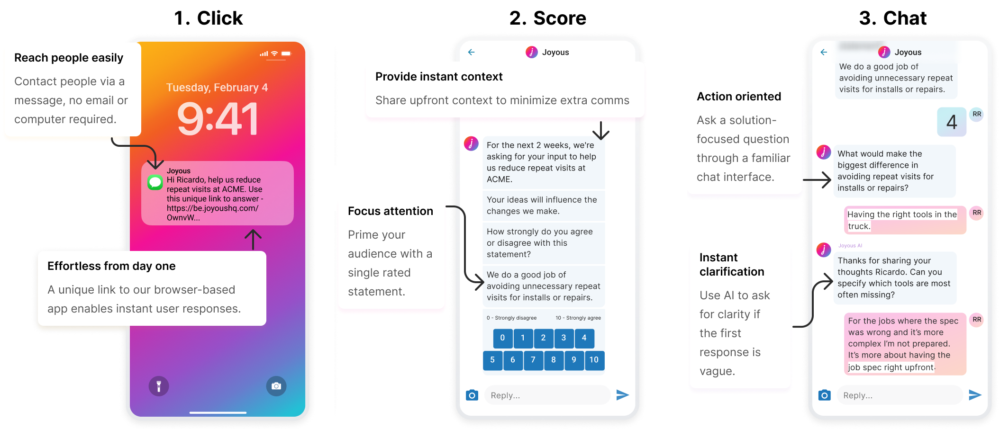 1. Click
Reach people easily
Contact people via a
message, no email or
computer required.
Tuesday, February 4
9:41
Joyous
Hi Ricardo, help us reduce
repeat visits at ACME. Use
this unique link to answer -
https://be.joyoushq.com/
OwnvW...
Effortless from day one
A unique link to our browser-based
app enables instant user responses.
2. Score
Joyous
Provide instant context
Share upfront context to minimize extra comms
For the next 2 weeks, we're
asking for your input to help
us reduce repeat visits at
ACME.
Your ideas will influence the
changes we make.
How strongly do you agree
or disagree with this
statement?
Focus attention
Prime your
audience with a
single rated
statement.
We do a good job of
avoiding unnecessary repeat
visits for installs or repairs.
0 - Strongly disagree 10 - Strongly agree
0 1 2 3 4
5 6 7 8 9 10
Reply...
3. Chat
Joyous
We do a good job of
avoiding unnecessary repeat
visits for installs or repairs.
4
RR
Action oriented
Ask a solution-
focused question
through a familiar
chat interface.
What would make the
biggest difference in
avoiding repeat visits for
installs or repairs?
Having the right tools in the
truck.
RR
Instant
clarification
Use AI to ask
for clarity if
the first
response is
vague.
Joyous AI
Thanks for sharing your
thoughts Ricardo. Can you
specify which tools are most
often missing?
For the jobs where the spec
was wrong and it's more
complex I'm not prepared.
It's more about having the
job spec right upfront.
RR
Reply...